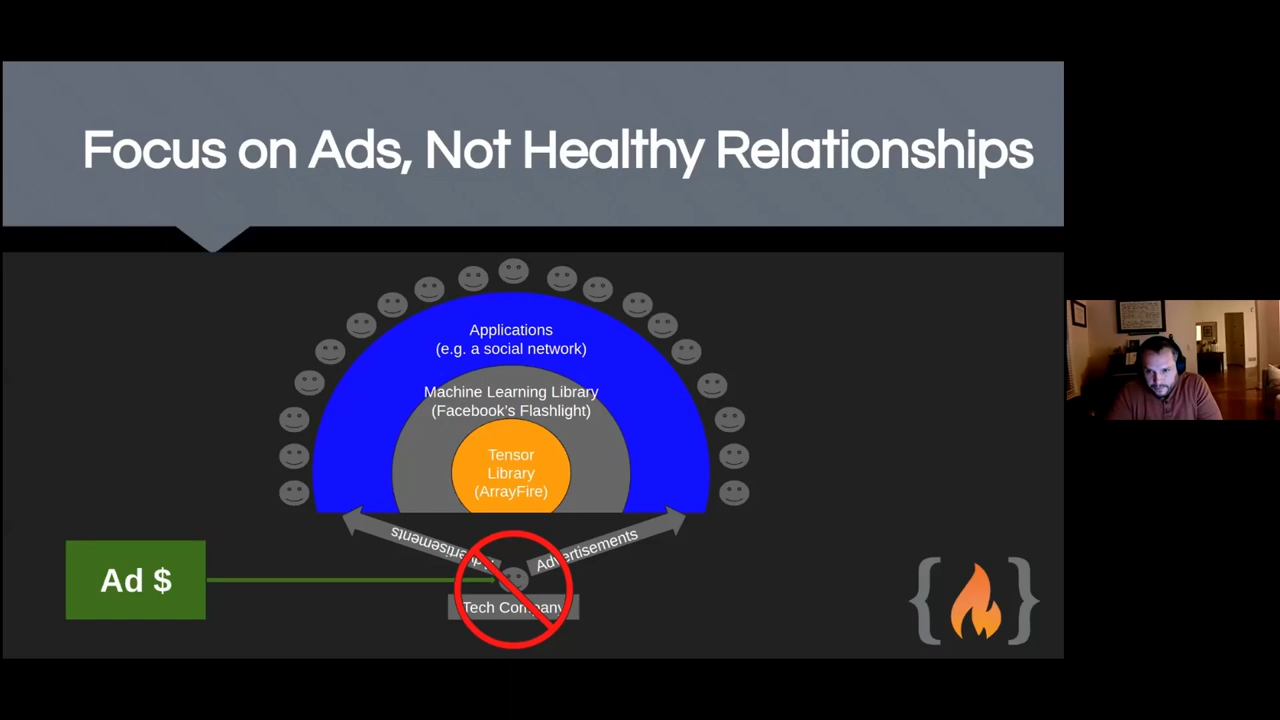 Focus on Ads, Not Healthy Relationships
Applications
(e.g. a social network)
Machine Learning Library
(Facebook's Flashlight)
Tensor
Library
(ArrayFire)
Advertisements
Advertisements
Ad $
Tech Company
{ }